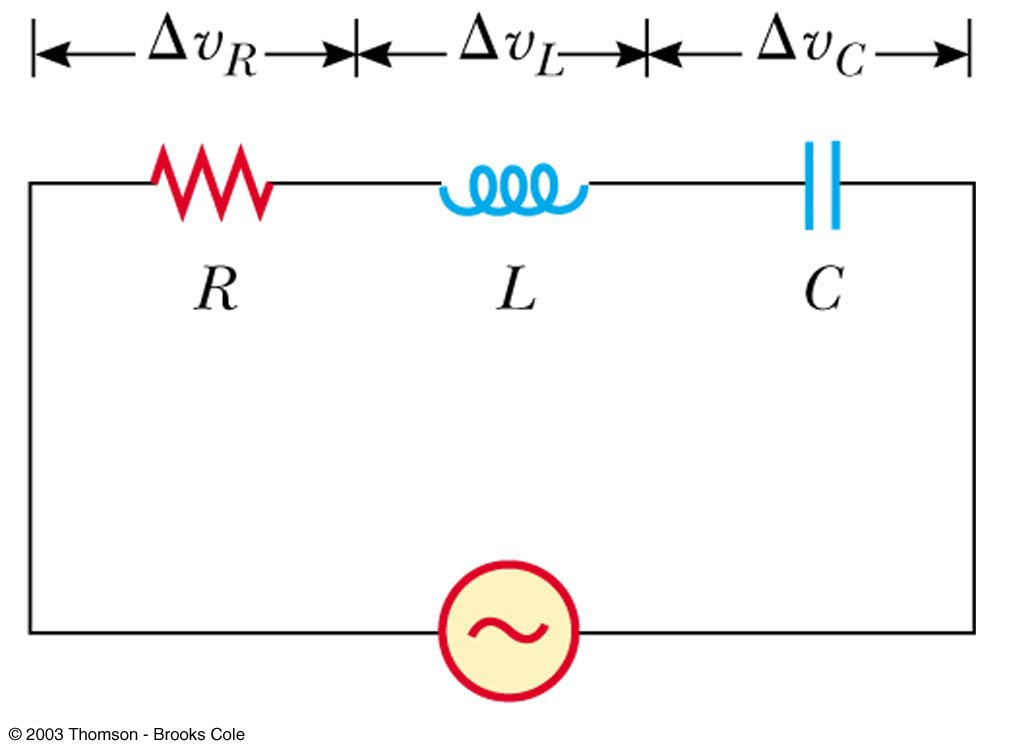 Δv_R Δv_L Δv_C
R L C
© 2003 Thomson - Brooks Cole